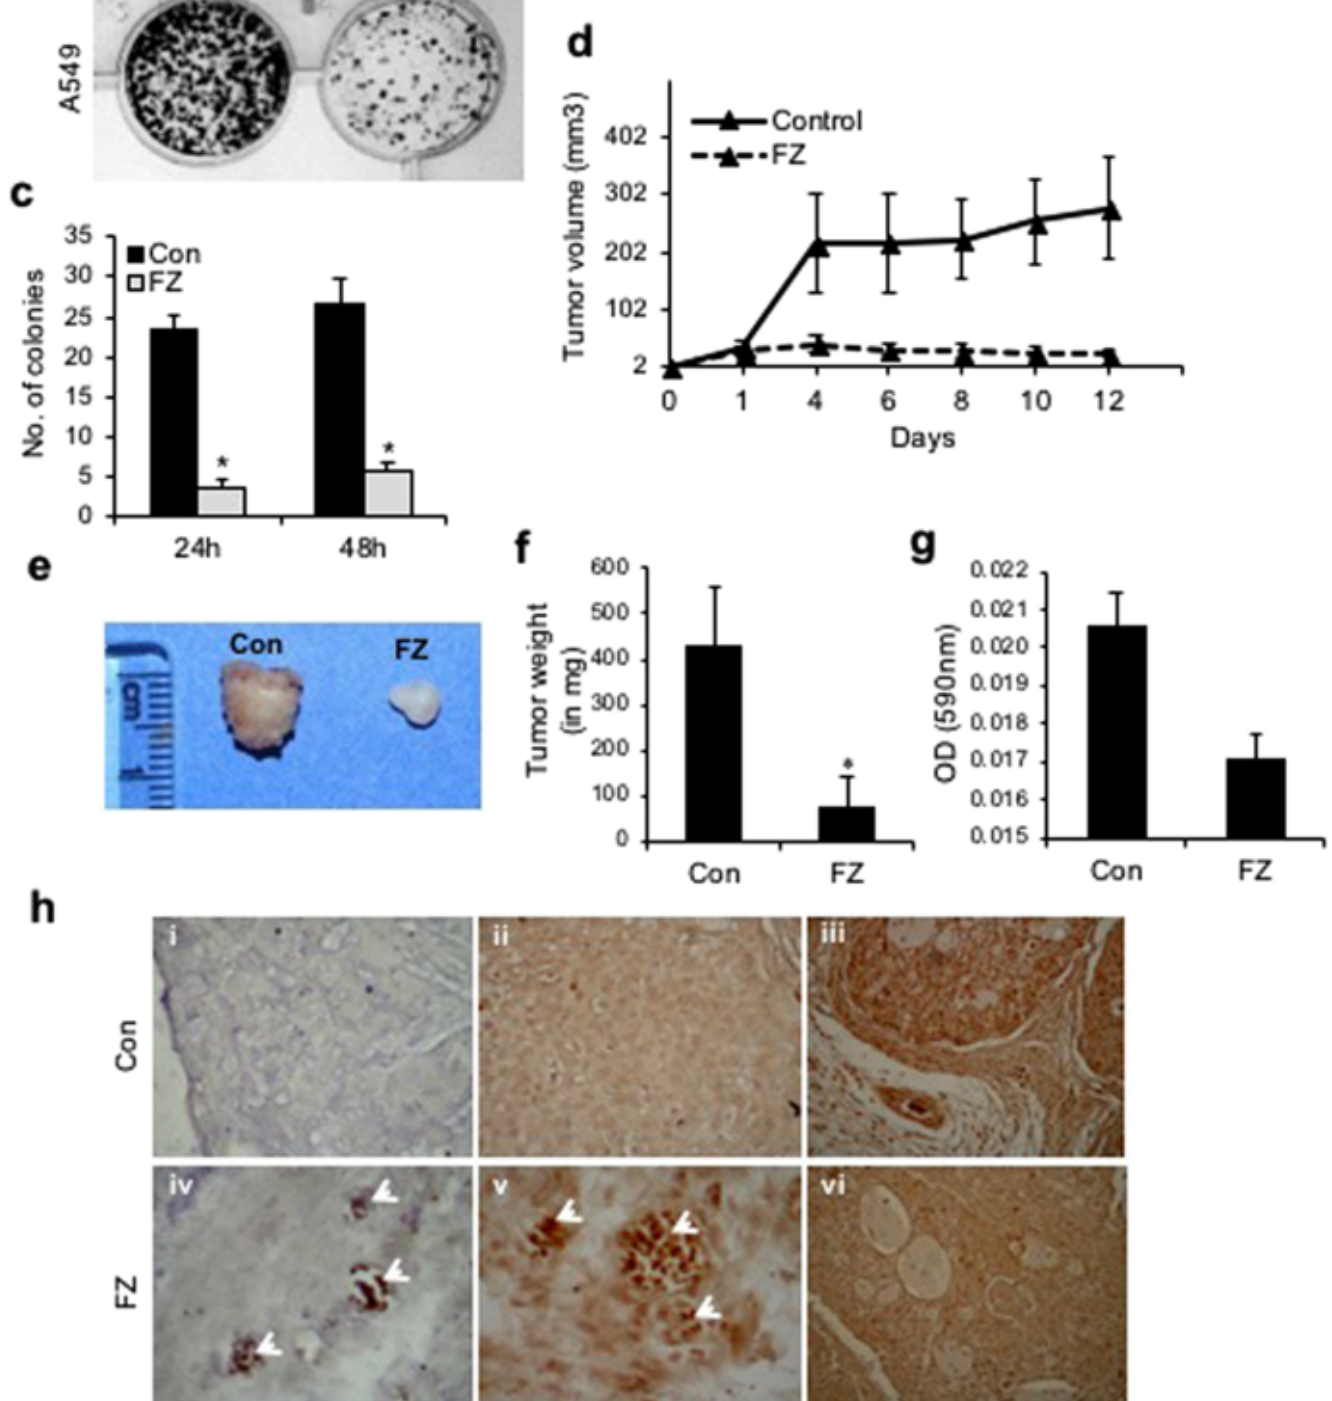 A549
c
No. of colonies
35
30
25
20
15
10
5
0
Con
FZ
*
*
24h
48h
d
Tumor volume (mm3)
402
302
202
102
2
Control
FZ
0 1 4 6 8 10 12
Days
e
Con
FZ
cm
1
f
Tumor weight
(in mg)
600
500
400
300
200
100
0
*
Con
FZ
g
OD (590nm)
0.022
0.021
0.020
0.019
0.018
0.017
0.016
0.015
Con
FZ
h
Con
i
ii
iii
FZ
iv
v
vi